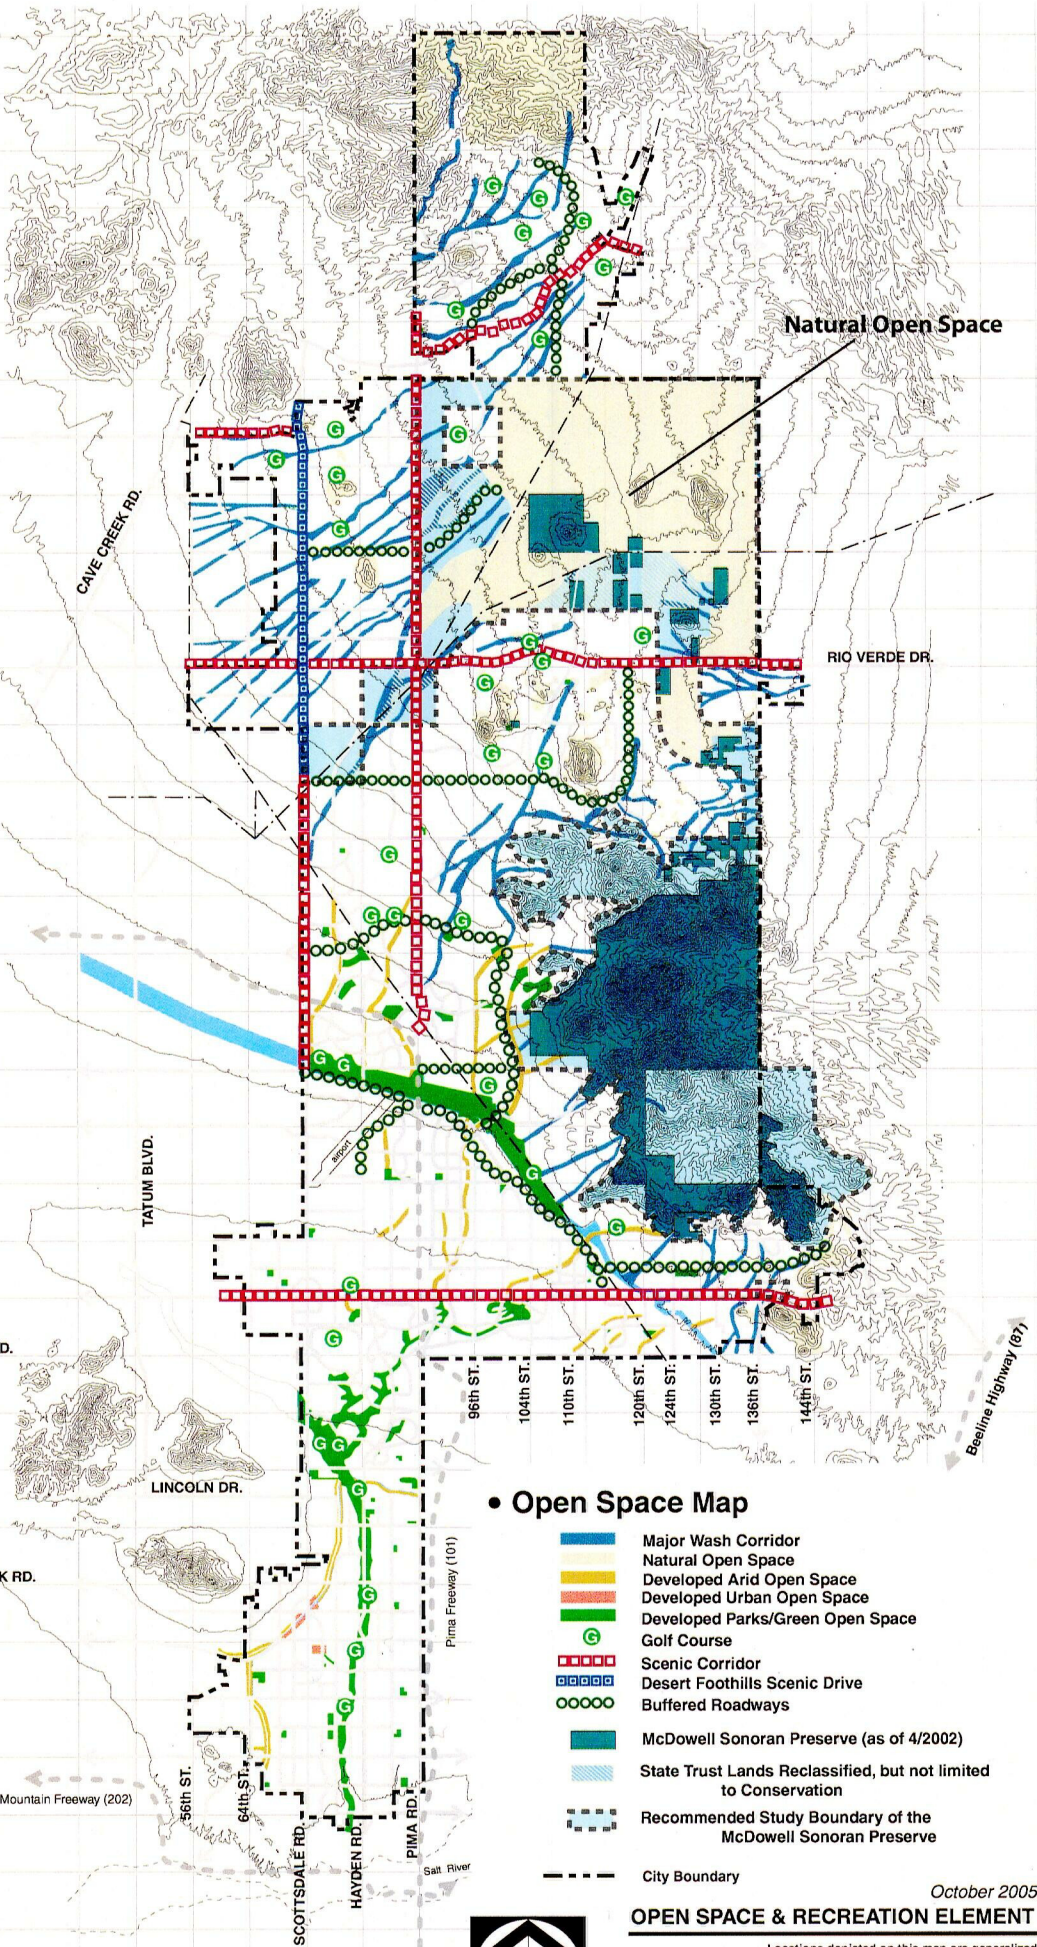 Natural Open Space
CAVE CREEK RD.
RIO VERDE DR.
TATUM BLVD.
airport
D.
LINCOLN DR.
K RD.
96th ST.
104th ST.
110th ST.
120th ST.
124th ST.
130th ST.
136th ST.
144th ST.
Beeline Highway (87)
Pima Freeway (101)
56th ST.
64th ST.
Mountain Freeway (202)
SCOTTSDALE RD.
HAYDEN RD.
PIMA RD.
Salt River
• Open Space Map
Major Wash Corridor
Natural Open Space
Developed Arid Open Space
Developed Urban Open Space
Developed Parks/Green Open Space
G Golf Course
Scenic Corridor
Desert Foothills Scenic Drive
Buffered Roadways
McDowell Sonoran Preserve (as of 4/2002)
State Trust Lands Reclassified, but not limited
to Conservation
Recommended Study Boundary of the
McDowell Sonoran Preserve
City Boundary
October 2005
OPEN SPACE & RECREATION ELEMENT